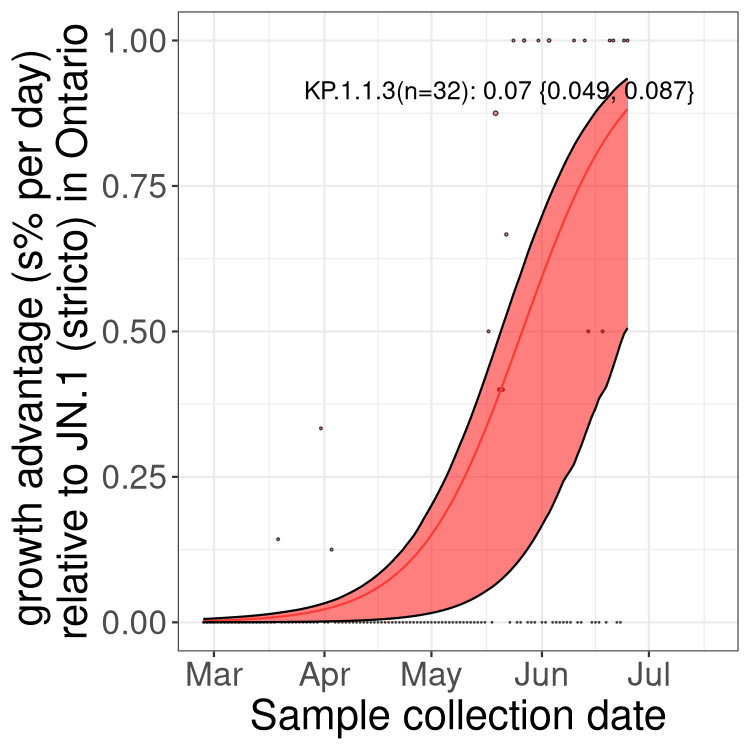 growth advantage (s% per day)
relative to JN.1 (stricto) in Ontario
1.00
0.75
0.50
0.25
0.00
KP.1.1.3(n=32): 0.07 {0.049, 0.087}
Mar Apr May Jun Jul
Sample collection date